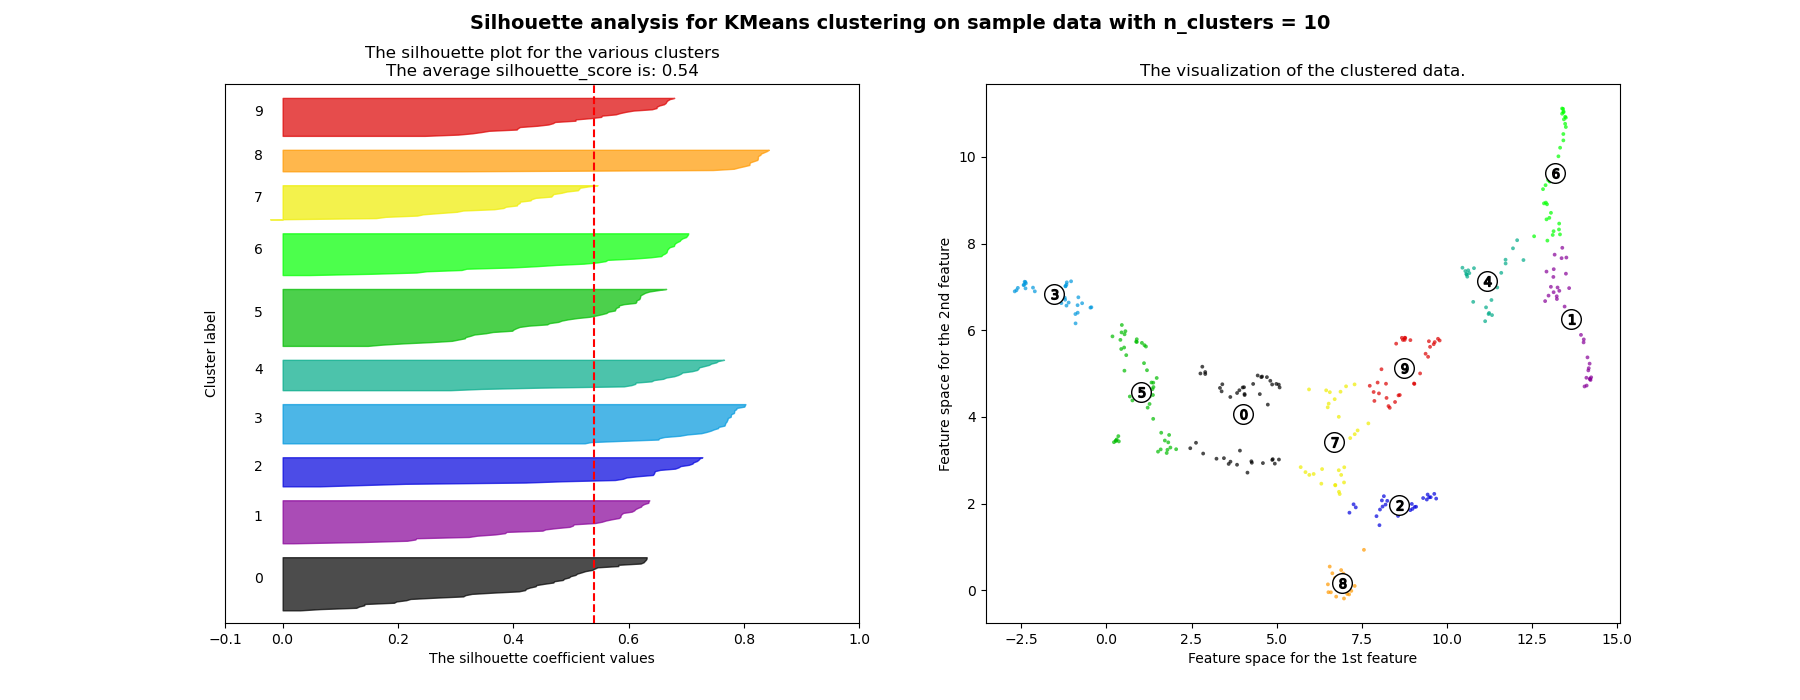 Silhouette analysis for KMeans clustering on sample data with n_clusters = 10
The silhouette plot for the various clusters
The average silhouette_score is: 0.54
9
8
7
6
5
4
3
2
1
0
Cluster label
−0.1 0.0 0.2 0.4 0.6 0.8 1.0
The silhouette coefficient values
The visualization of the clustered data.
10
8
6
4
2
0
Feature space for the 2nd feature
6
4
3
1
9
5
0
7
2
8
−2.5 0.0 2.5 5.0 7.5 10.0 12.5 15.0
Feature space for the 1st feature